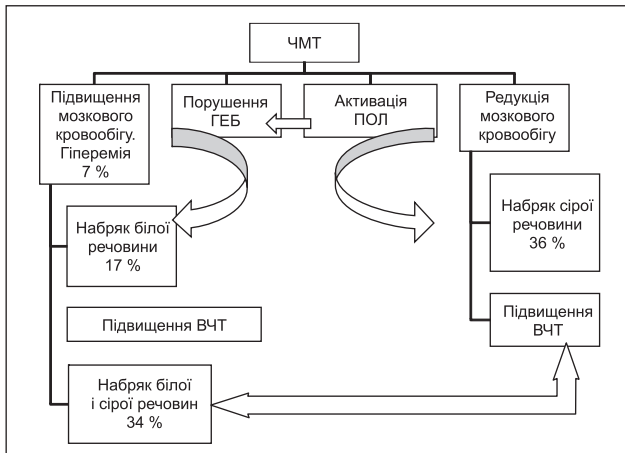 ЧМТ
Підвищення
мозкового
кровообігу.
Гіперемія
7 %
Порушення
ГЕБ
Активація
ПОЛ
Редукція
мозкового
кровообігу
Набряк білої
речовини
17 %
Набряк сірої
речовини
36 %
Підвищення ВЧТ
Підвищення
ВЧТ
Набряк білої
і сірої речовин
34 %